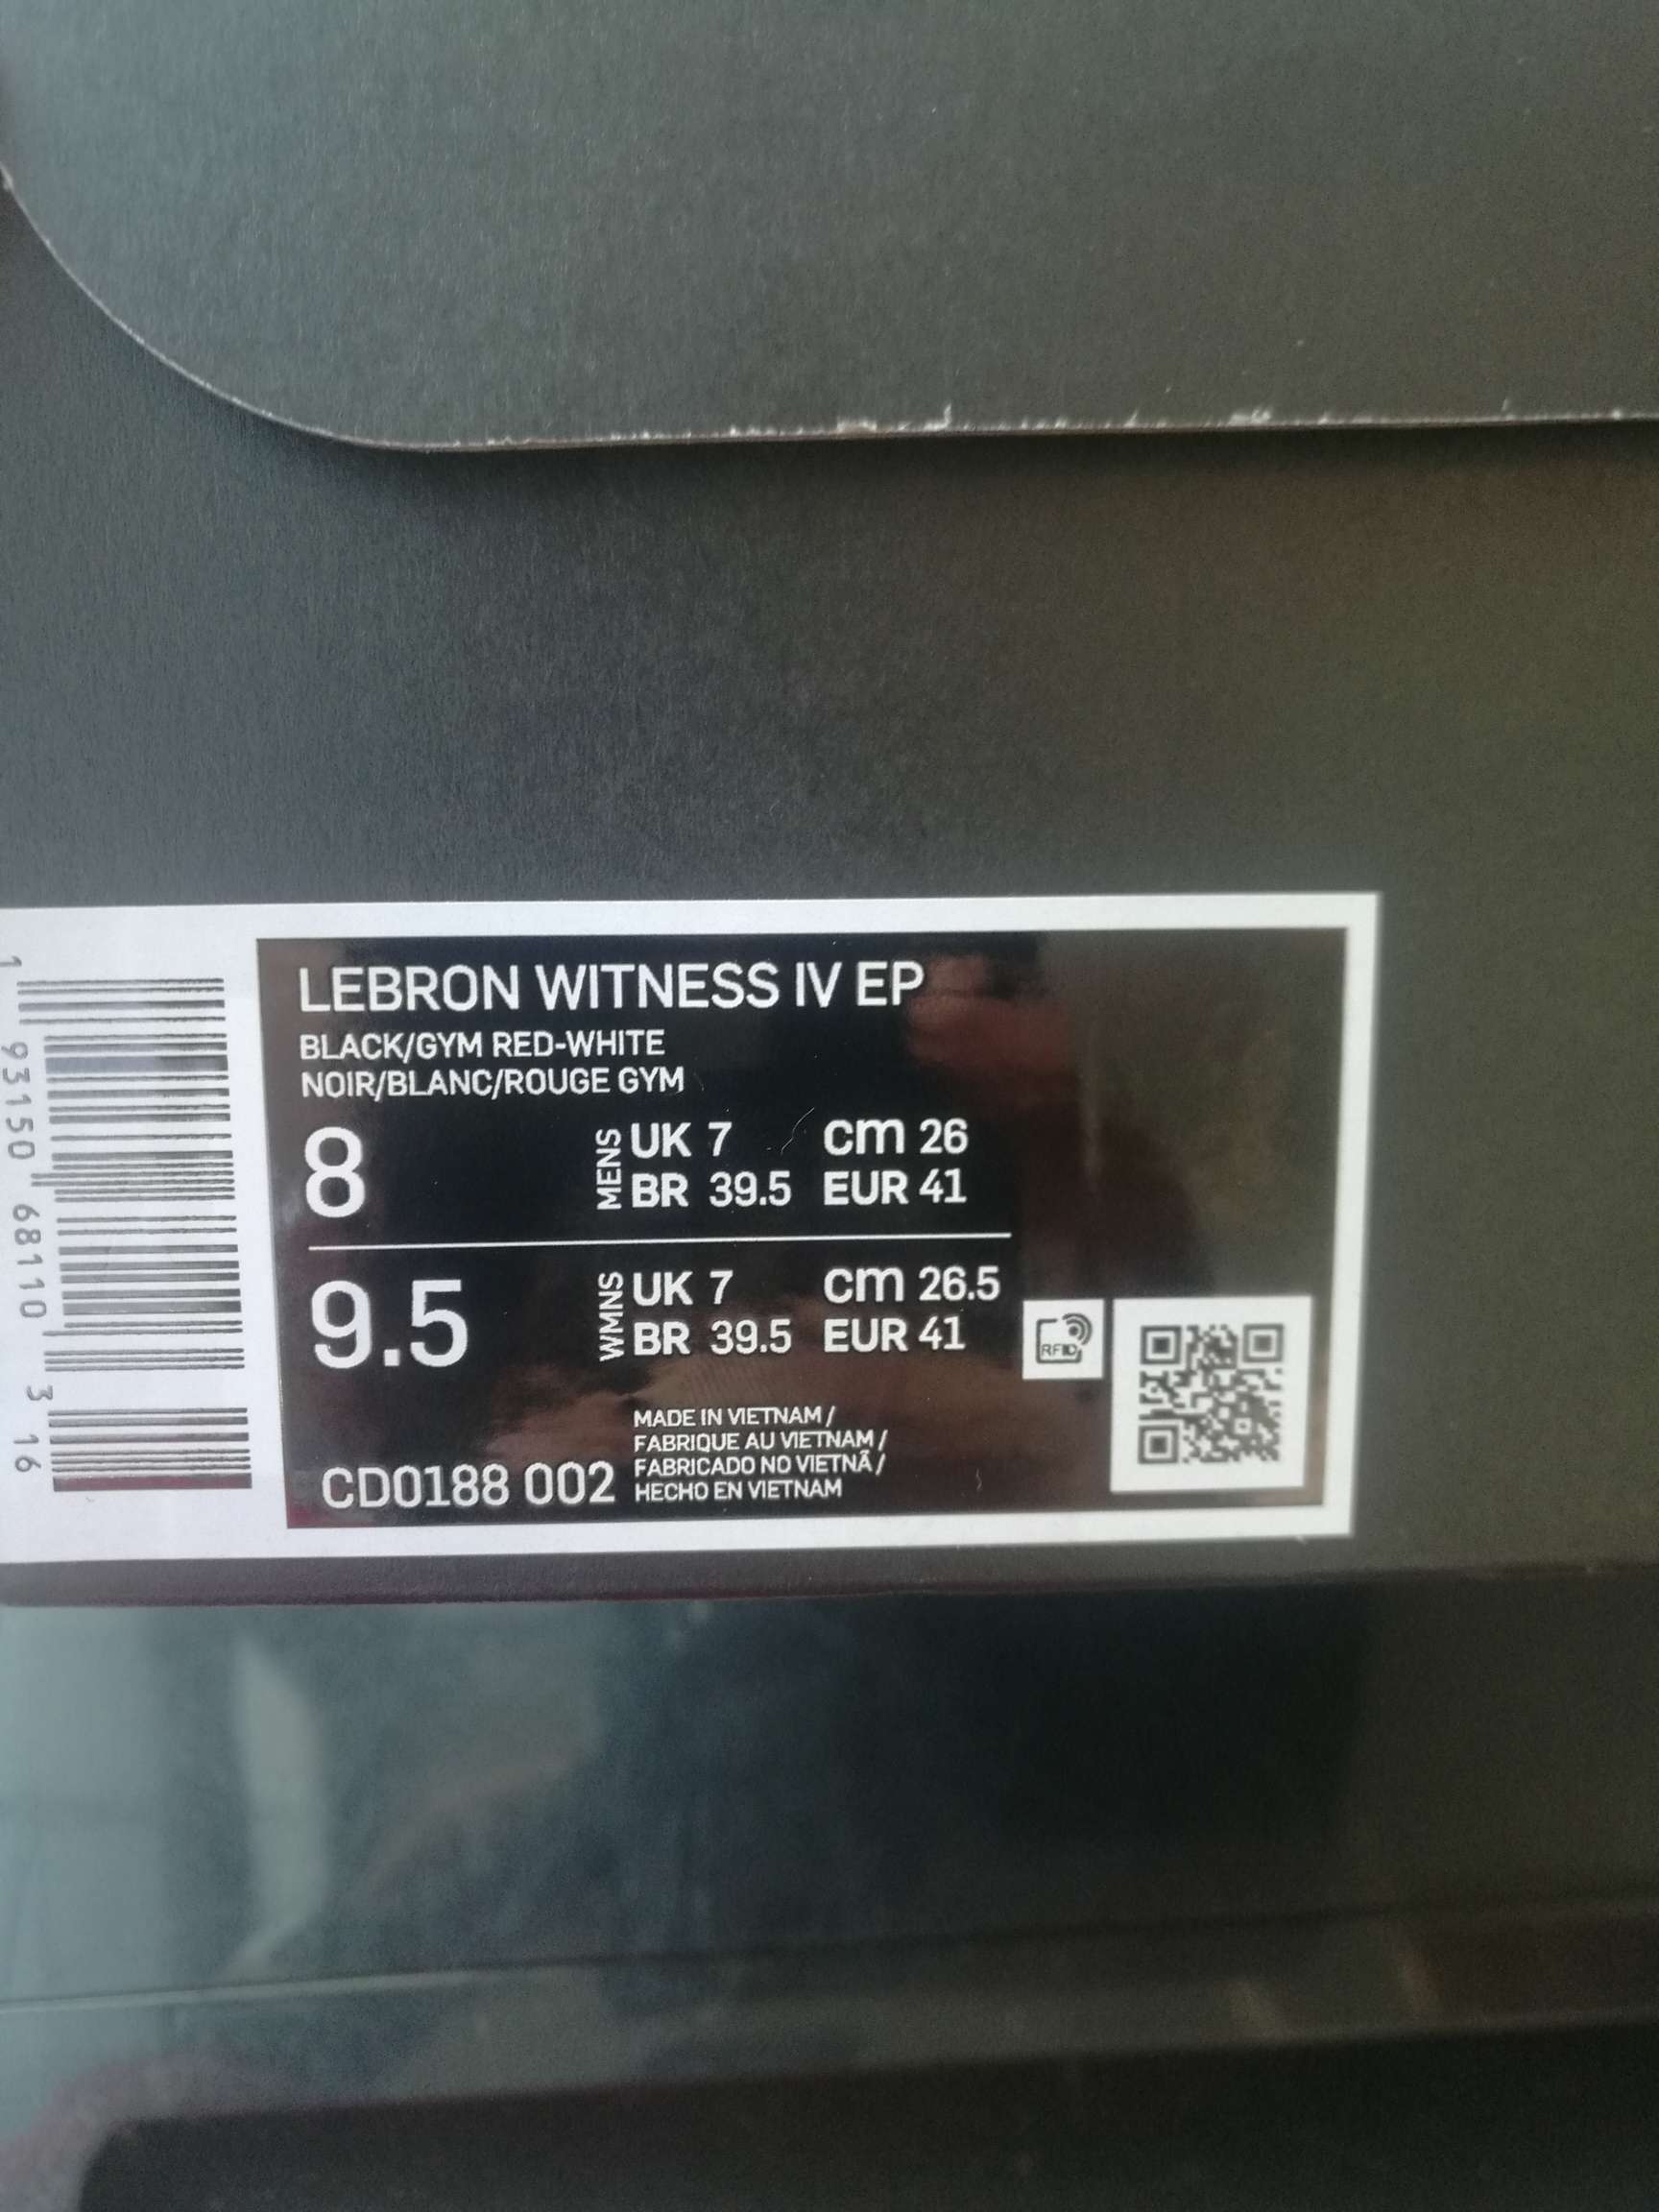 LEBRON WITNESS IV EP
BLACK/GYM RED-WHITE
NOIR/BLANC/ROUGE GYM
8 MENS UK 7 cm 26
BR 39.5 EUR 41
9.5 WMNS UK 7 cm 26.5
BR 39.5 EUR 41
RFID
MADE IN VIETNAM /
FABRIQUE AU VIETNAM /
FABRICADO NO VIETNÃ /
HECHO EN VIETNAM
CD0188 002
1 93150 68110 3 16